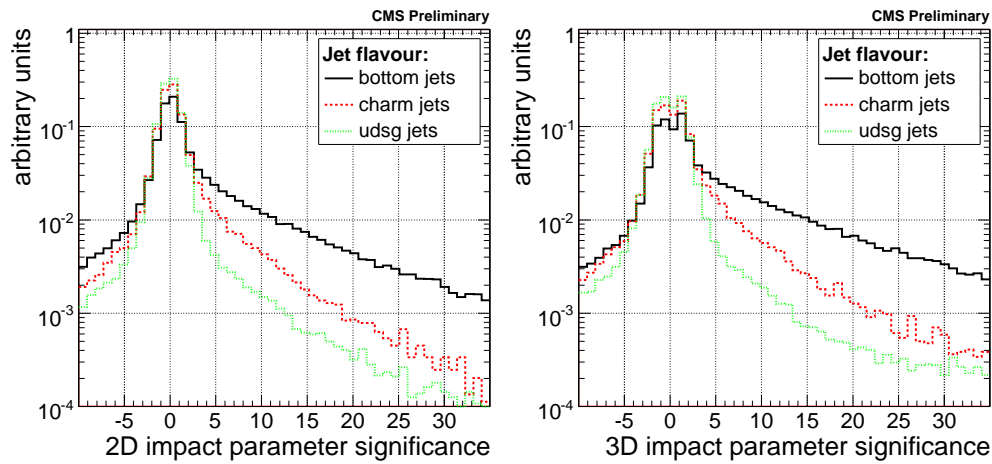 CMS Preliminary
arbitrary units
1
10-1
10-2
10-3
10-4
Jet flavour:
bottom jets
charm jets
udsg jets
-5 0 5 10 15 20 25 30
2D impact parameter significance
CMS Preliminary
arbitrary units
1
10-1
10-2
10-3
10-4
Jet flavour:
bottom jets
charm jets
udsg jets
-5 0 5 10 15 20 25 30
3D impact parameter significance